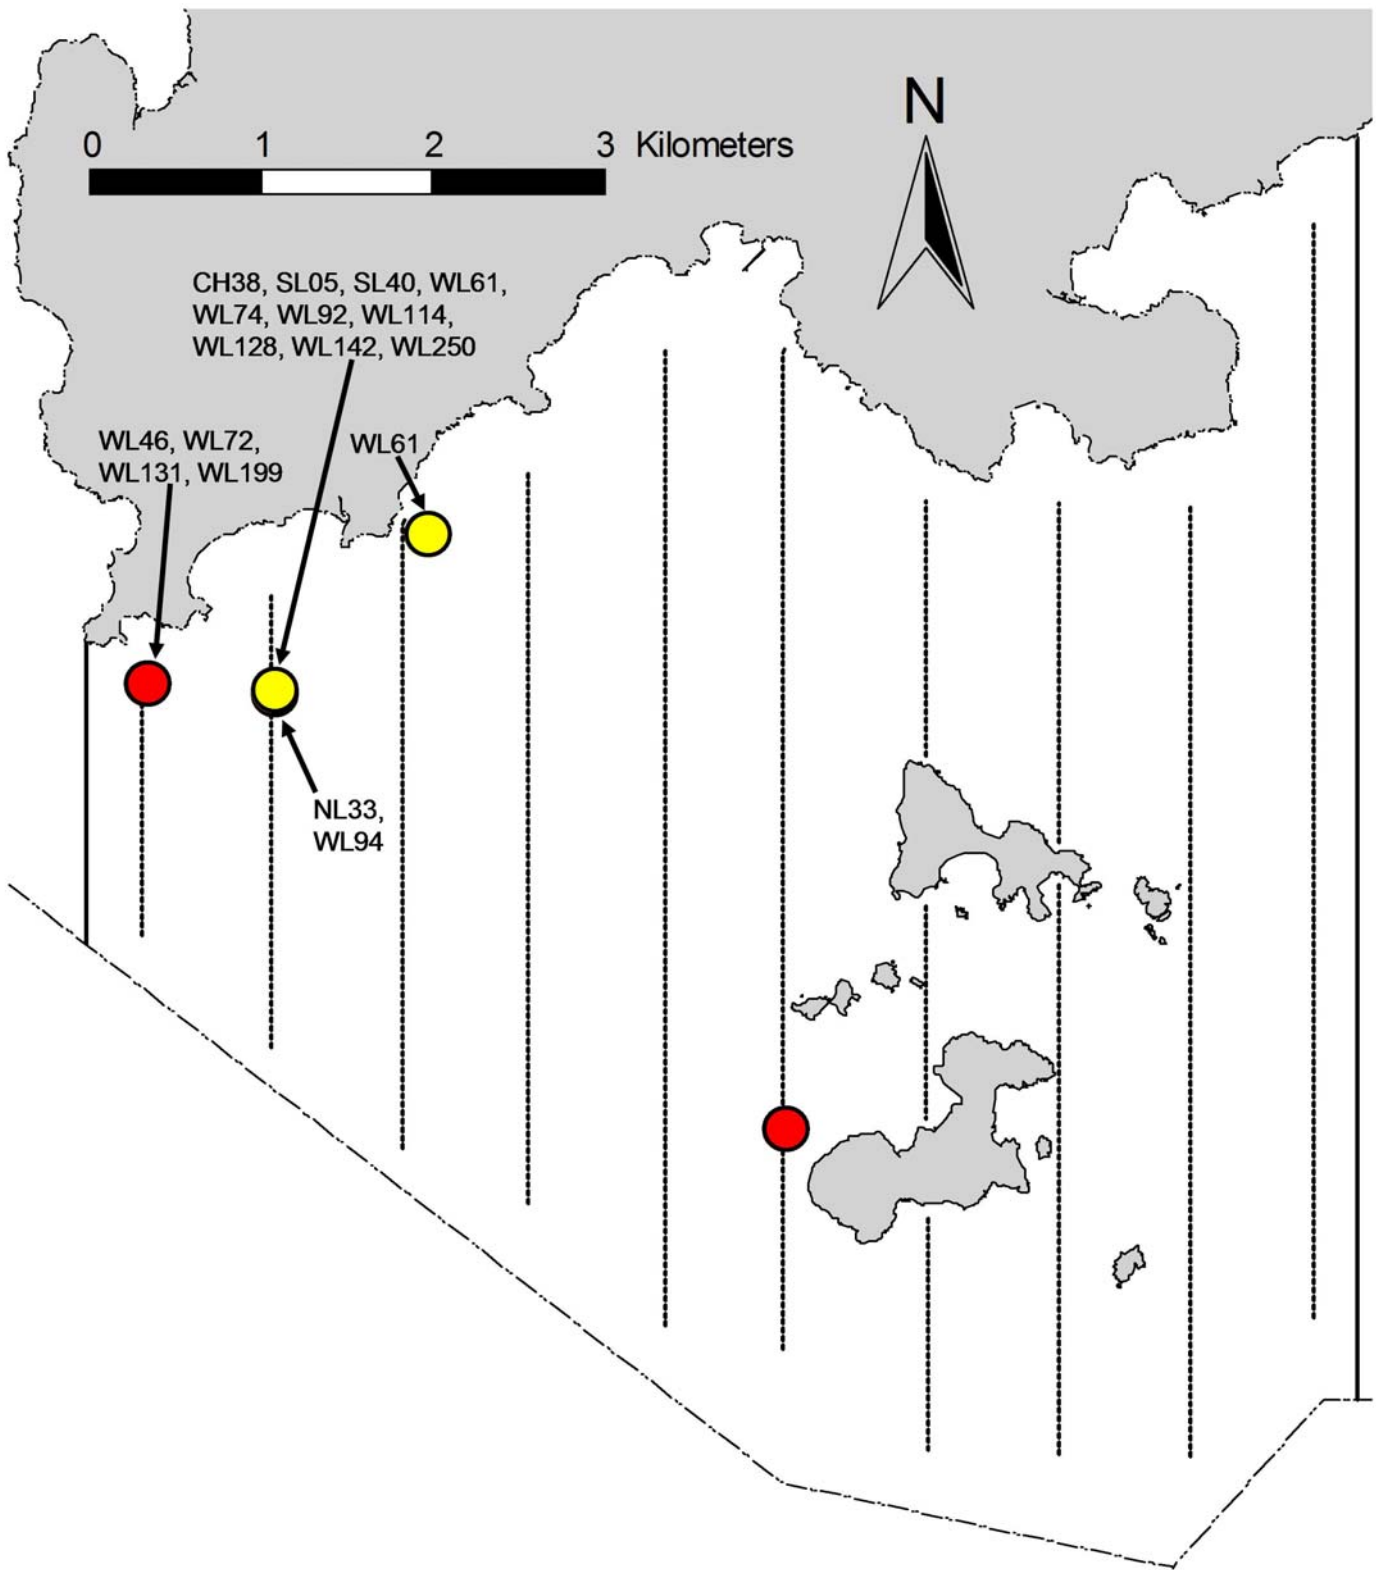 N
0 1 2 3 Kilometers
CH38, SL05, SL40, WL61,
WL74, WL92, WL114,
WL128, WL142, WL250
WL46, WL72,
WL131, WL199
WL61
NL33,
WL94